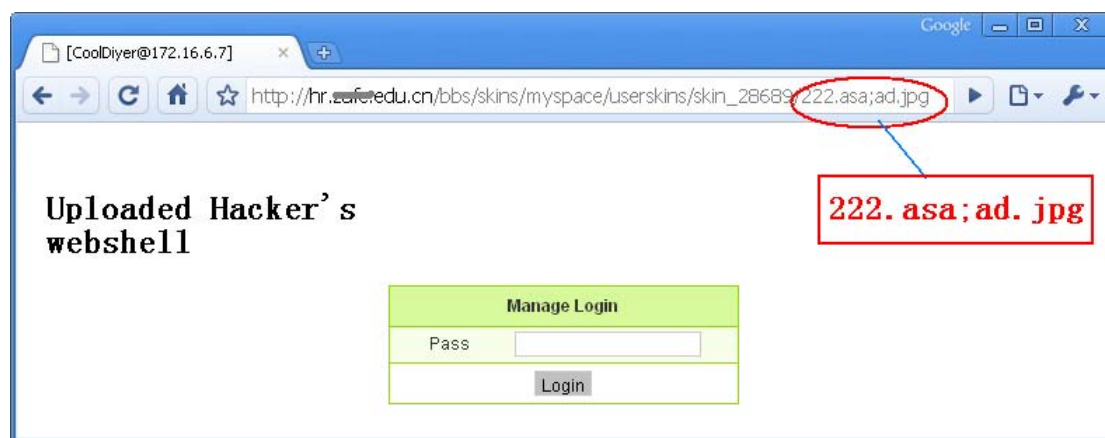 Google
[CoolDiyer@172.16.6.7]
http://hr.zafc.edu.cn/bbs/skins/myspace/userskins/skin_28689/222.asa;ad.jpg
Uploaded Hacker's
webshell
222.asa;ad.jpg
Manage Login
Pass
Login